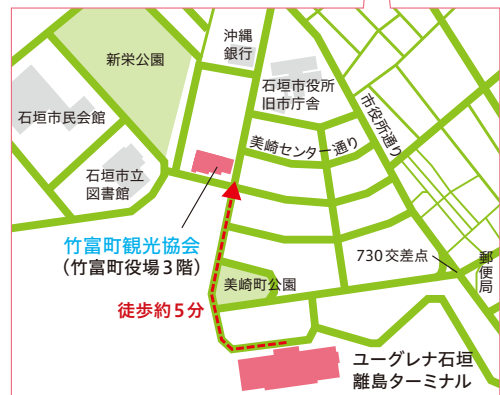 新栄公園
沖縄
銀行
石垣市役所
旧市庁舎
石垣市民会館
市役所通り
美崎センター通り
石垣市立
図書館
竹富町観光協会
(竹富町役場3階)
730交差点
郵便局
美崎町公園
徒歩約5分
ユーグレナ石垣
離島ターミナル